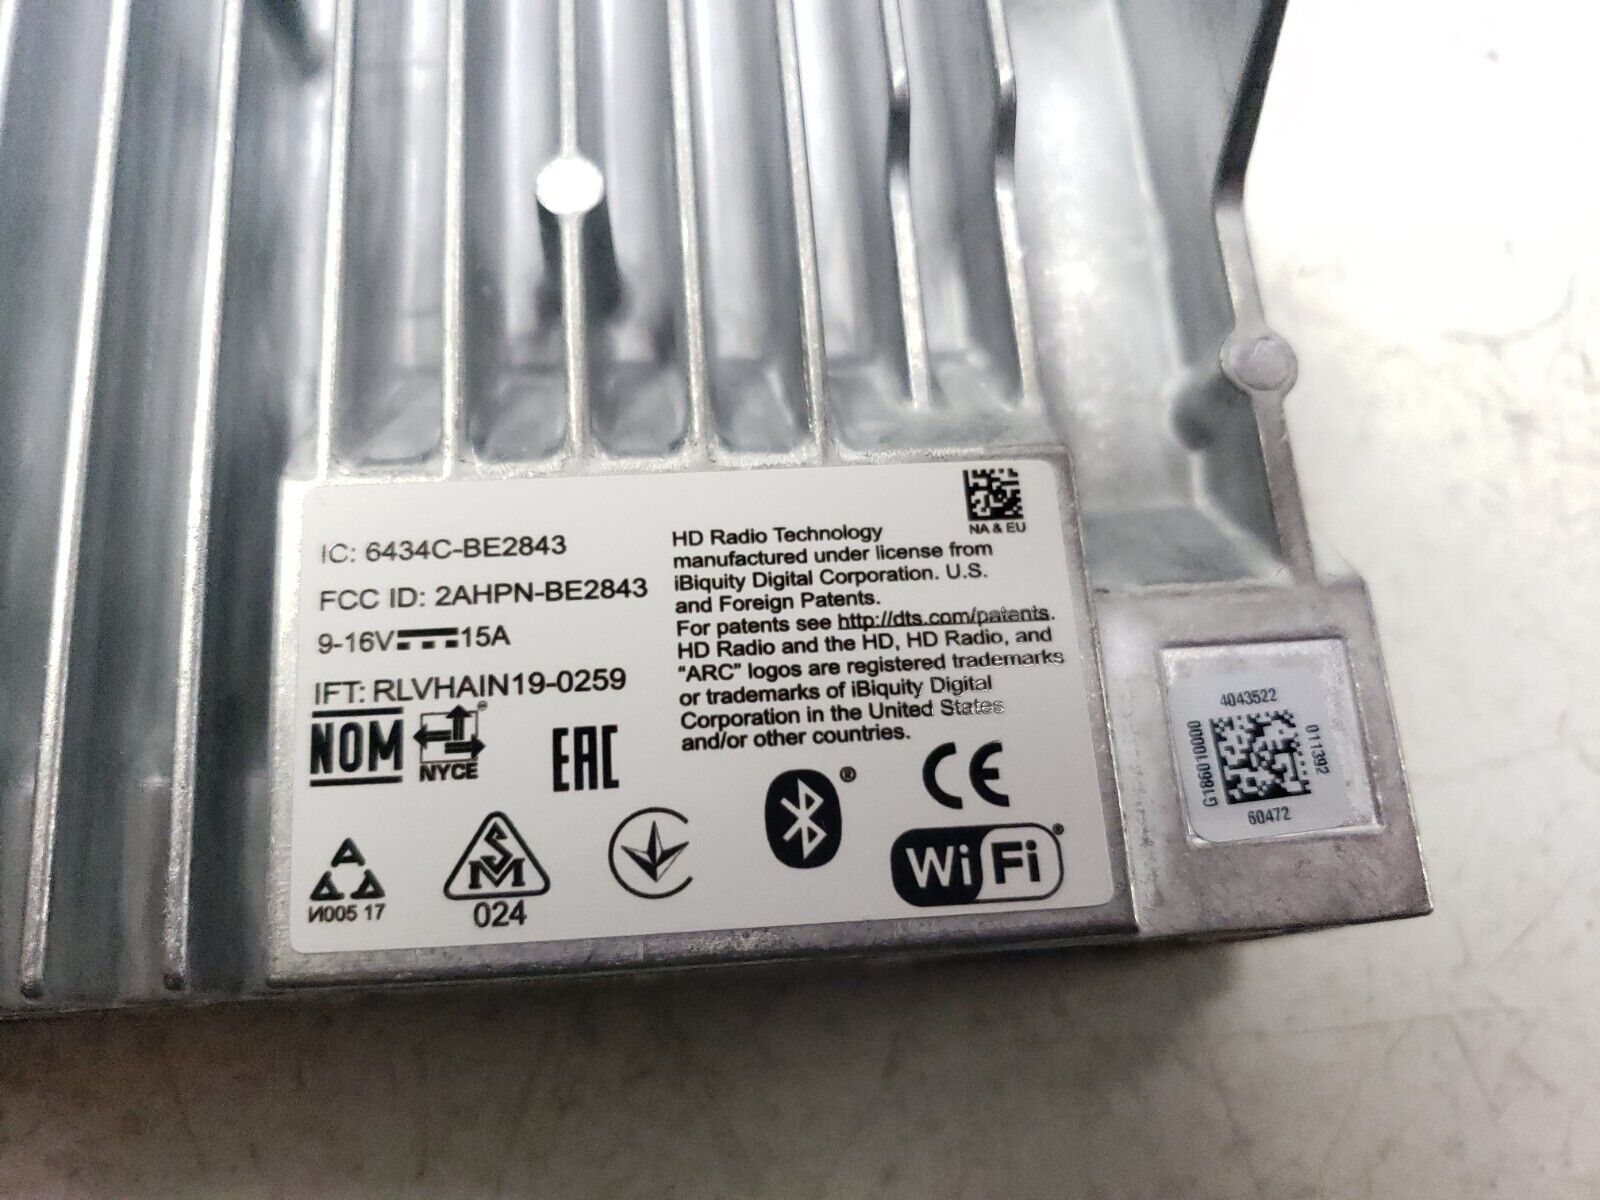 IC: 6434C-BE2843
FCC ID: 2AHPN-BE2843
9-16V 15A
IFT: RLVHAIN19-0259
NOM
NYCE
EAC
И005 17
SM
024
HD Radio Technology
manufactured under license from
iBiquity Digital Corporation. U.S.
and Foreign Patents.
For patents see http://dts.com/patents.
HD Radio and the HD, HD Radio, and
"ARC" logos are registered trademarks
or trademarks of iBiquity Digital
Corporation in the United States
and/or other countries.
NA & EU
CE
Wi Fi
4043522
G186010000
011392
60472